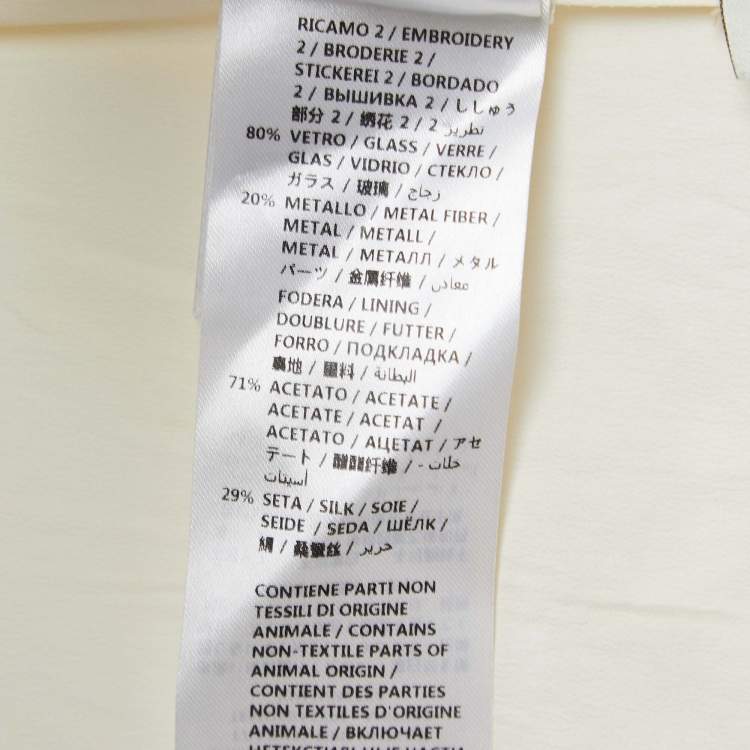 RICAMO 2 / EMBROIDERY
2 / BRODERIE 2 /
STICKEREI 2 / BORDADO
2 / ВЫШИВКА 2 / ししゅう
部分 2 / 绣花 2 / 2 تطريز
80% VETRO / GLASS / VERRE /
GLAS / VIDRIO / СТЕКЛО /
ガラス / 玻璃 / زجاج
20% METALLO / METAL FIBER /
METAL / METALL /
METAL / МЕТАЛЛ / メタル
パーツ / 金属纤维 / معادن
FODERA / LINING /
DOUBLURE / FUTTER /
FORRO / ПОДКЛАДКА /
裏地 / 里料 / البطانة
71% ACETATO / ACETATE /
ACETATE / ACETAT /
ACETATO / АЦЕТАТ / アセ
テート / 醋酯纤维 / - خلات
أسيتات
29% SETA / SILK / SOIE /
SEIDE / SEDA / ШЁЛК /
絹 / 桑蚕丝 / حرير
CONTIENE PARTI NON
TESSILI DI ORIGINE
ANIMALE / CONTAINS
NON-TEXTILE PARTS OF
ANIMAL ORIGIN /
CONTIENT DES PARTIES
NON TEXTILES D'ORIGINE
ANIMALE / ВКЛЮЧАЕТ
НЕТЕКСТИЛЬНЫЕ ЧАСТИ